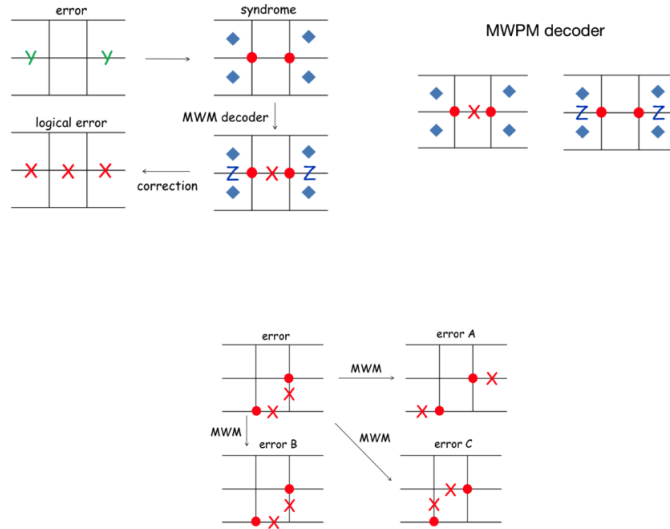 error
syndrome
MWPM decoder
Y
Y
MWM decoder
X
Z
Z
logical error
X
X
X
correction
Z
X
Z
error
error A
MWM
X
X
X
X
MWM
MWM
error B
error C
X
X
X
X